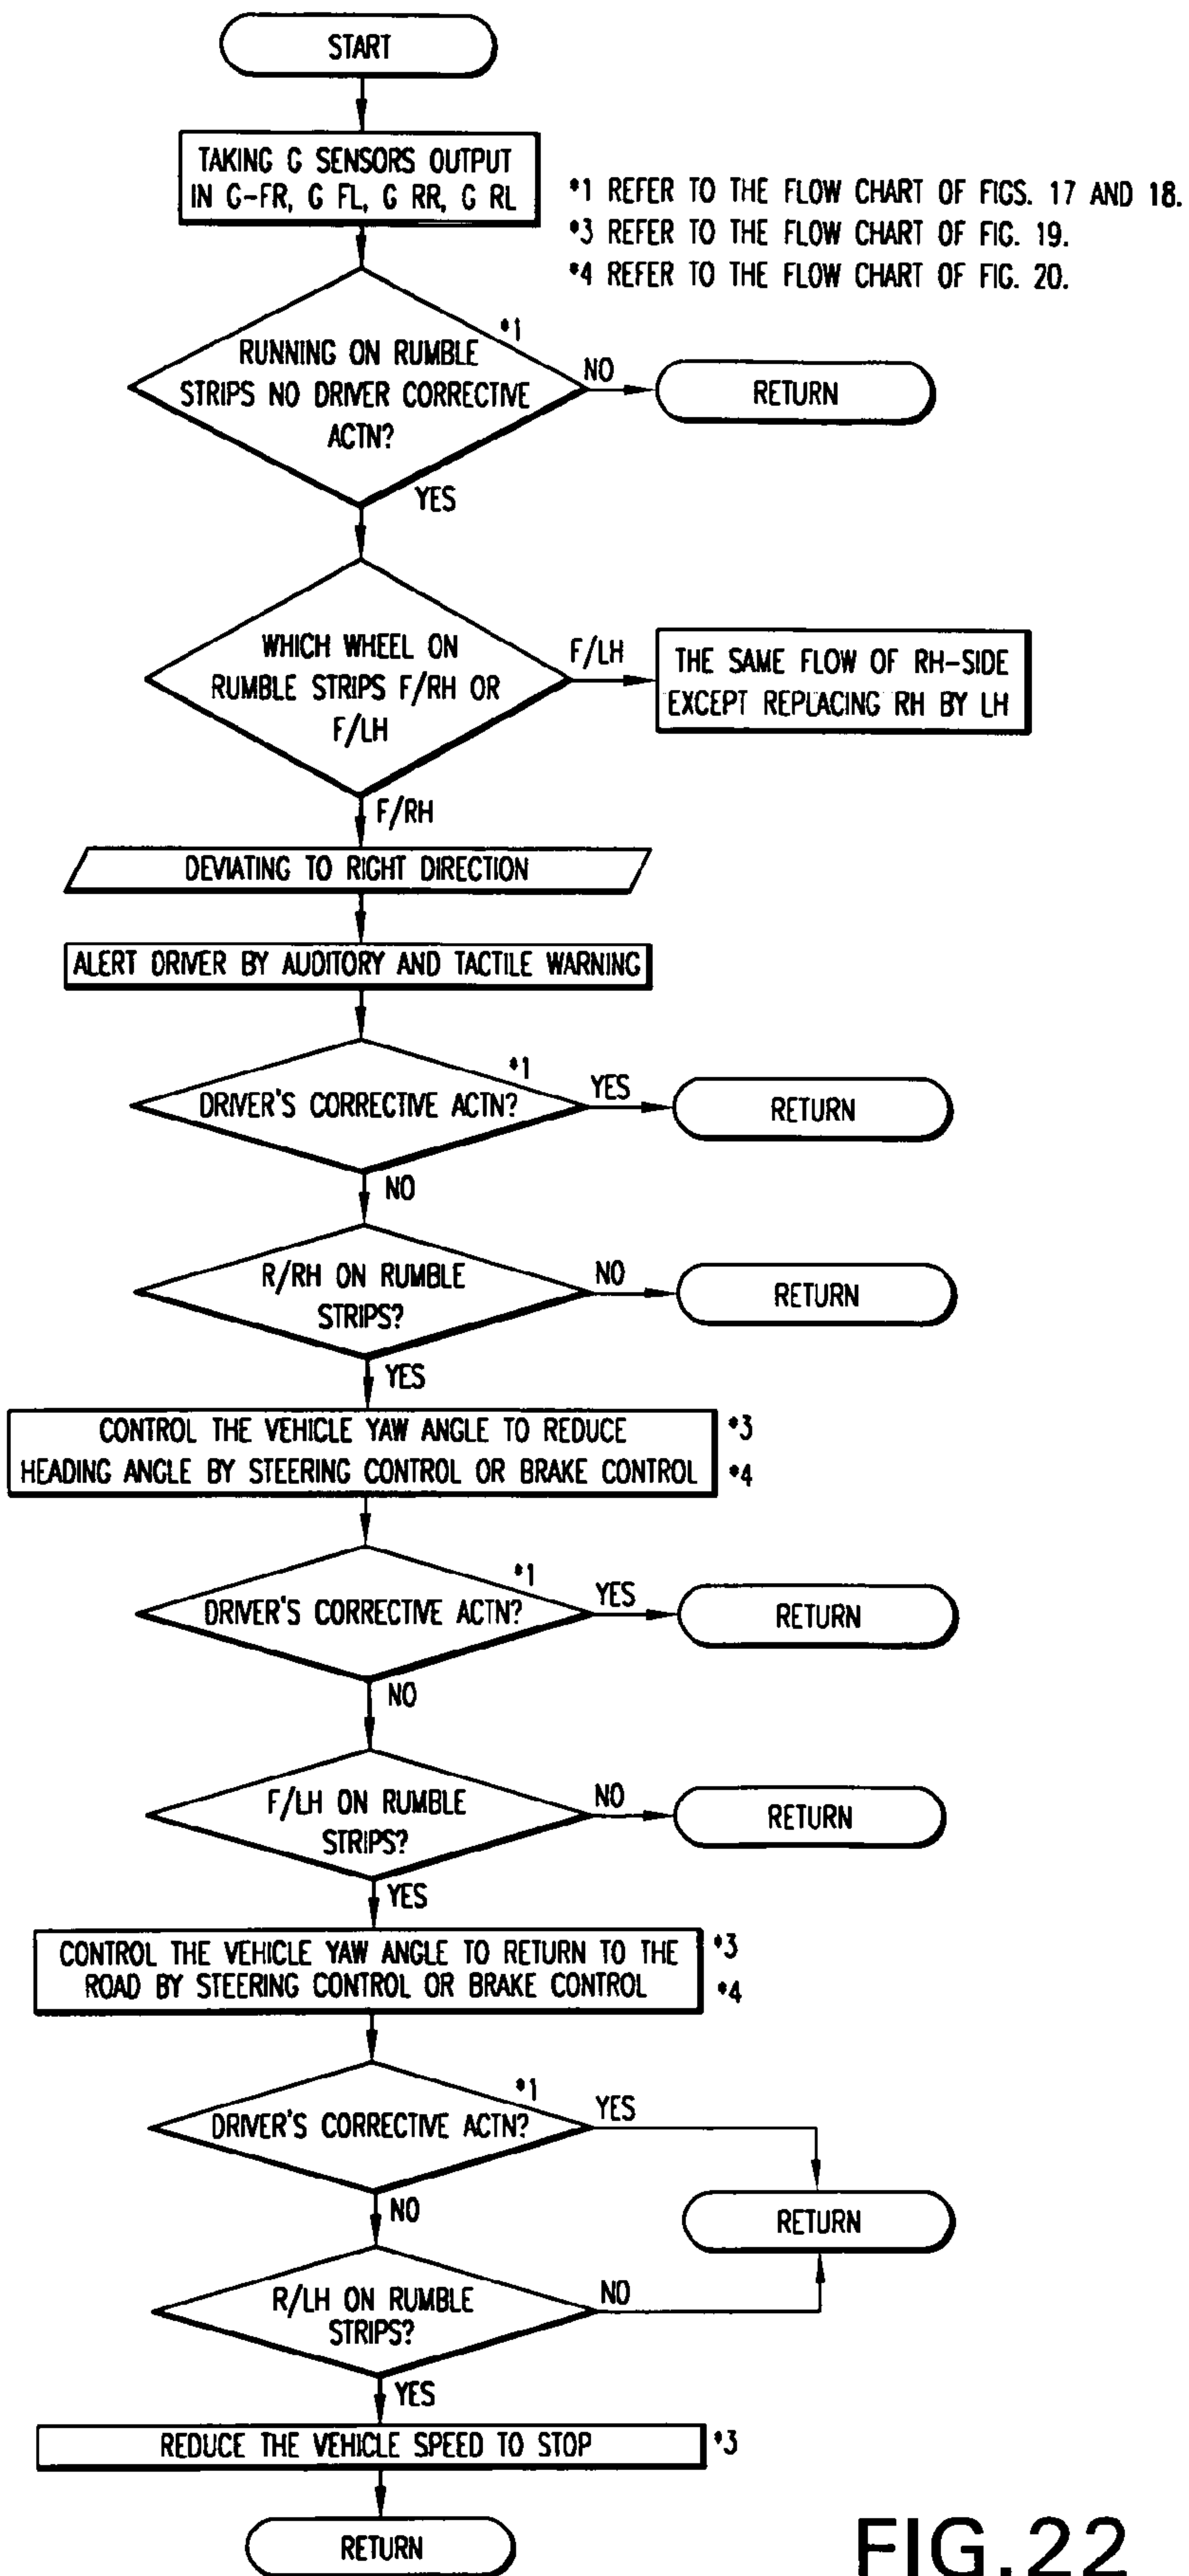 START
TAKING G SENSORS OUTPUT
IN G-FR, G FL, G RR, G RL
*1 REFER TO THE FLOW CHART OF FIGS. 17 AND 18.
*3 REFER TO THE FLOW CHART OF FIG. 19.
*4 REFER TO THE FLOW CHART OF FIG. 20.
*1
RUNNING ON RUMBLE
STRIPS NO DRIVER CORRECTIVE
ACTN?
NO
RETURN
YES
WHICH WHEEL ON
RUMBLE STRIPS F/RH OR
F/LH
F/LH
THE SAME FLOW OF RH-SIDE
EXCEPT REPLACING RH BY LH
F/RH
DEVIATING TO RIGHT DIRECTION
ALERT DRIVER BY AUDITORY AND TACTILE WARNING
*1
DRIVER'S CORRECTIVE ACTN?
YES
RETURN
NO
R/RH ON RUMBLE
STRIPS?
NO
RETURN
YES
CONTROL THE VEHICLE YAW ANGLE TO REDUCE
HEADING ANGLE BY STEERING CONTROL OR BRAKE CONTROL
*3
*4
*1
DRIVER'S CORRECTIVE ACTN?
YES
RETURN
NO
F/LH ON RUMBLE
STRIPS?
NO
RETURN
YES
CONTROL THE VEHICLE YAW ANGLE TO RETURN TO THE
ROAD BY STEERING CONTROL OR BRAKE CONTROL
*3
*4
*1
DRIVER'S CORRECTIVE ACTN?
YES
NO
RETURN
R/LH ON RUMBLE
STRIPS?
NO
YES
REDUCE THE VEHICLE SPEED TO STOP
*3
RETURN
FIG.22